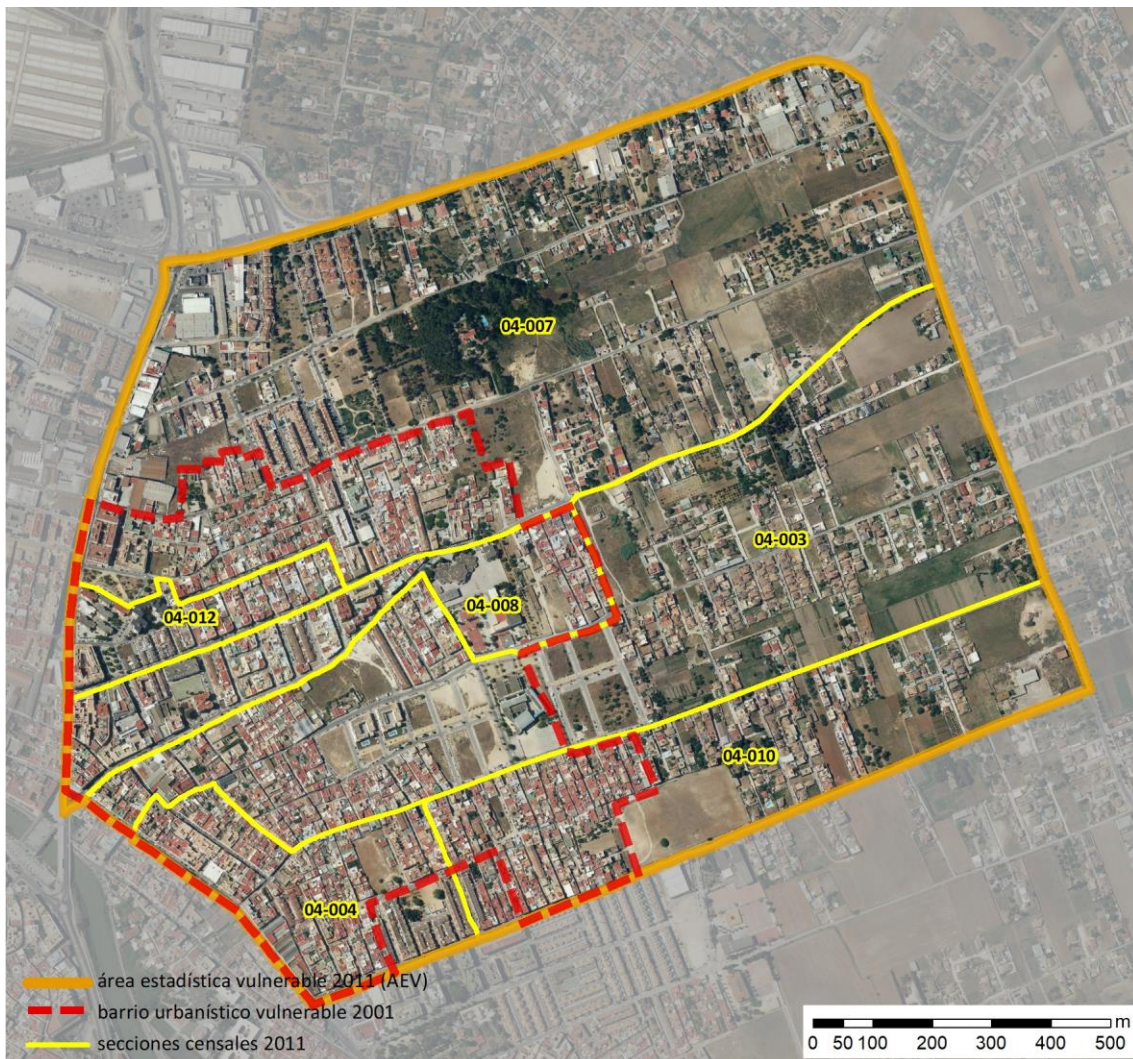 04-007
04-003
04-008
04-012
04-010
04-004
área estadística vulnerable 2011 (AEV)
barrio urbanístico vulnerable 2001
secciones censales 2011
m
0 50 100 200 300 400 500